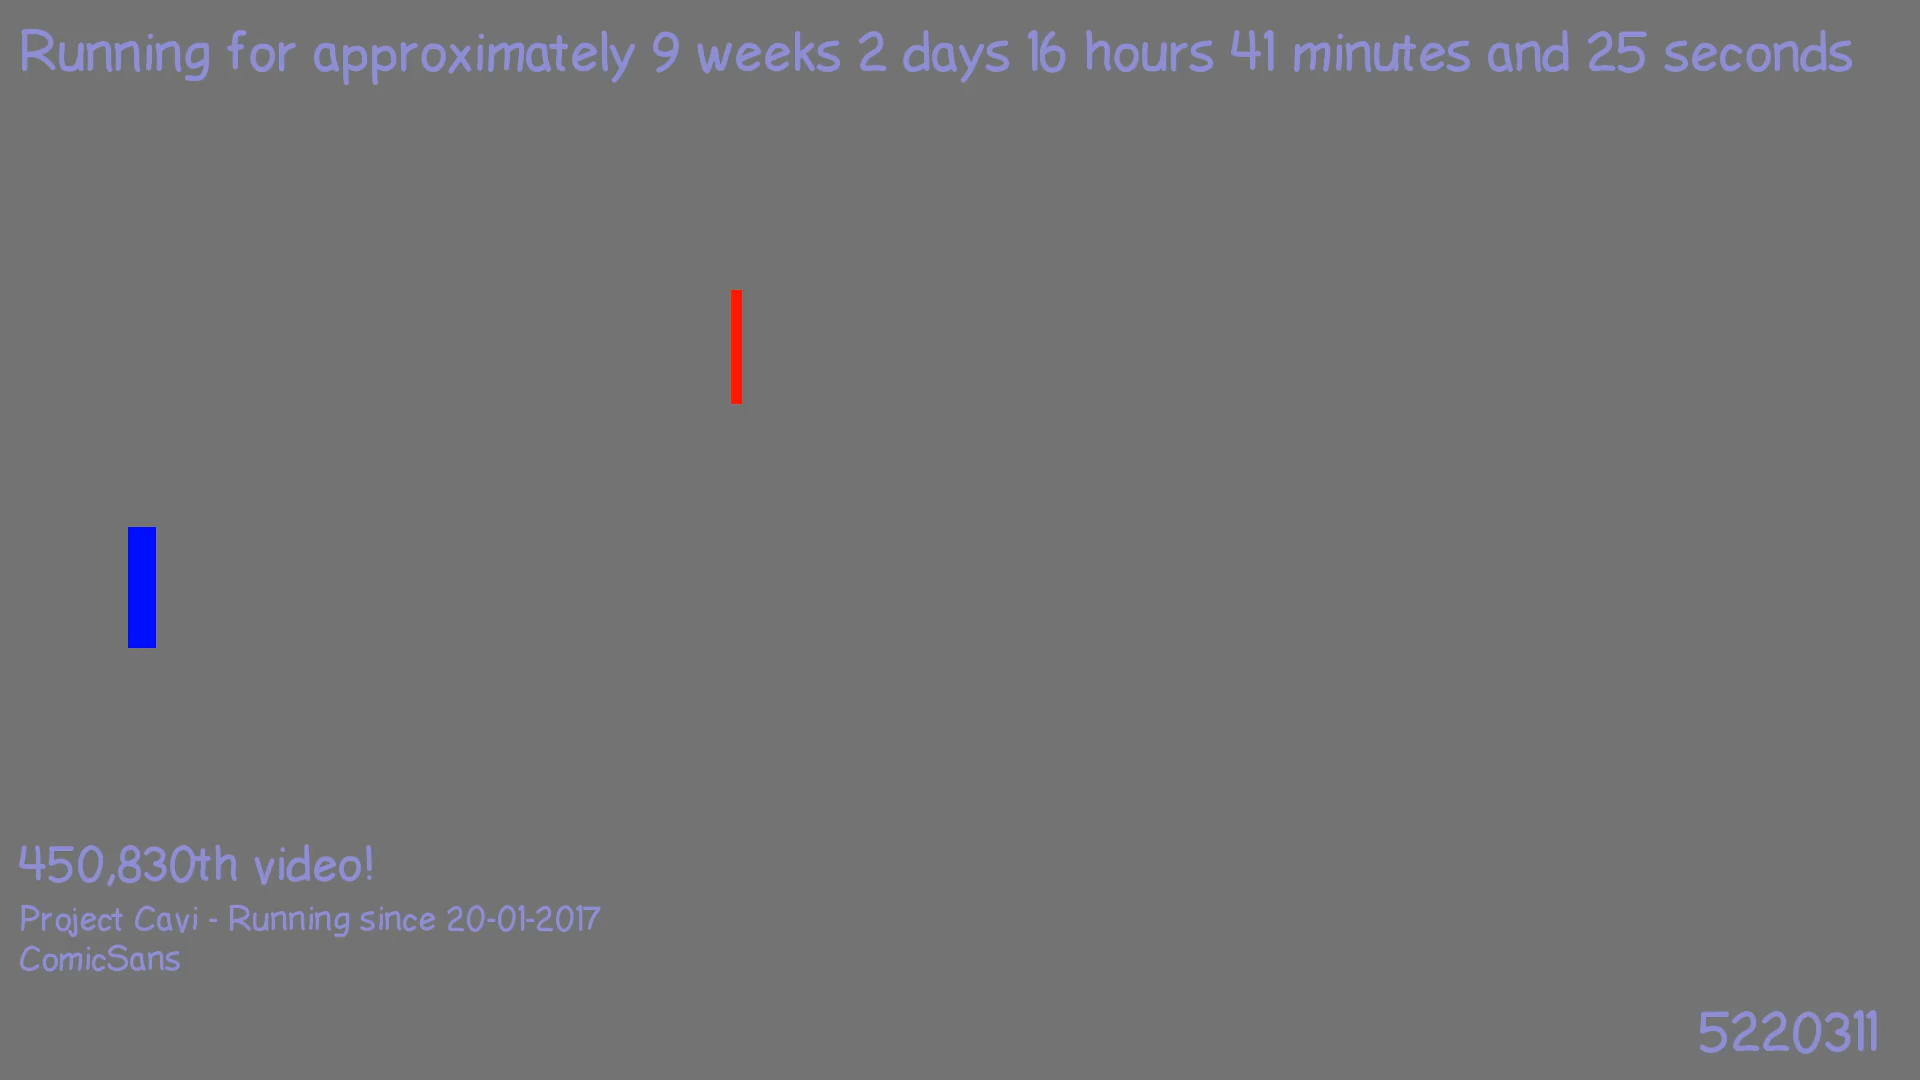 Running for approximately 9 weeks 2 days 16 hours 41 minutes and 25 seconds
450,830th video!
Project Cavi - Running since 20-01-2017
ComicSans
5220311